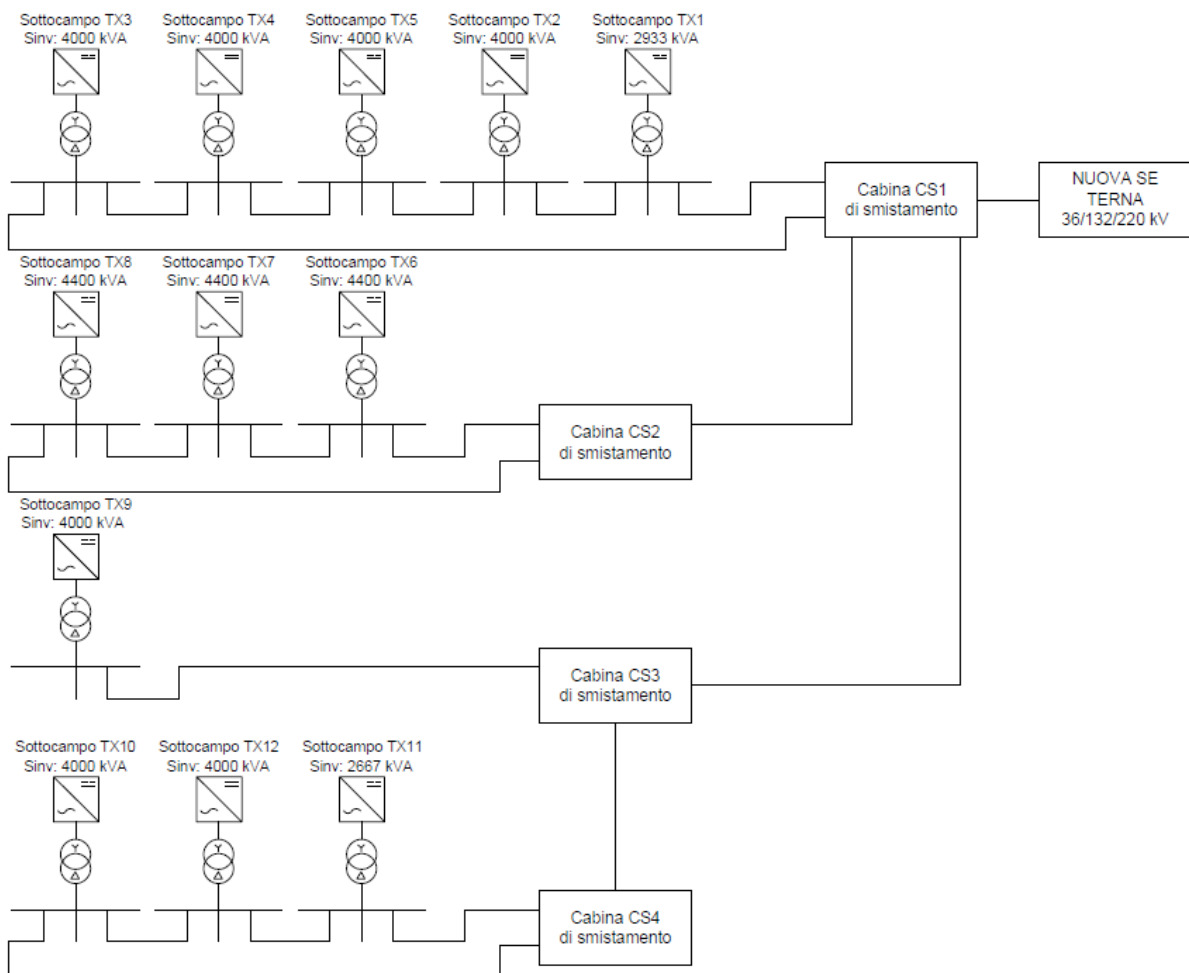 Sottocampo TX3
Sinv: 4000 kVA
Sottocampo TX4
Sinv: 4000 kVA
Sottocampo TX5
Sinv: 4000 kVA
Sottocampo TX2
Sinv: 4000 kVA
Sottocampo TX1
Sinv: 2933 kVA
Cabina CS1
di smistamento
NUOVA SE
TERNA
36/132/220 kV
Sottocampo TX8
Sinv: 4400 kVA
Sottocampo TX7
Sinv: 4400 kVA
Sottocampo TX6
Sinv: 4400 kVA
Cabina CS2
di smistamento
Sottocampo TX9
Sinv: 4000 kVA
Cabina CS3
di smistamento
Sottocampo TX10
Sinv: 4000 kVA
Sottocampo TX12
Sinv: 4000 kVA
Sottocampo TX11
Sinv: 2667 kVA
Cabina CS4
di smistamento